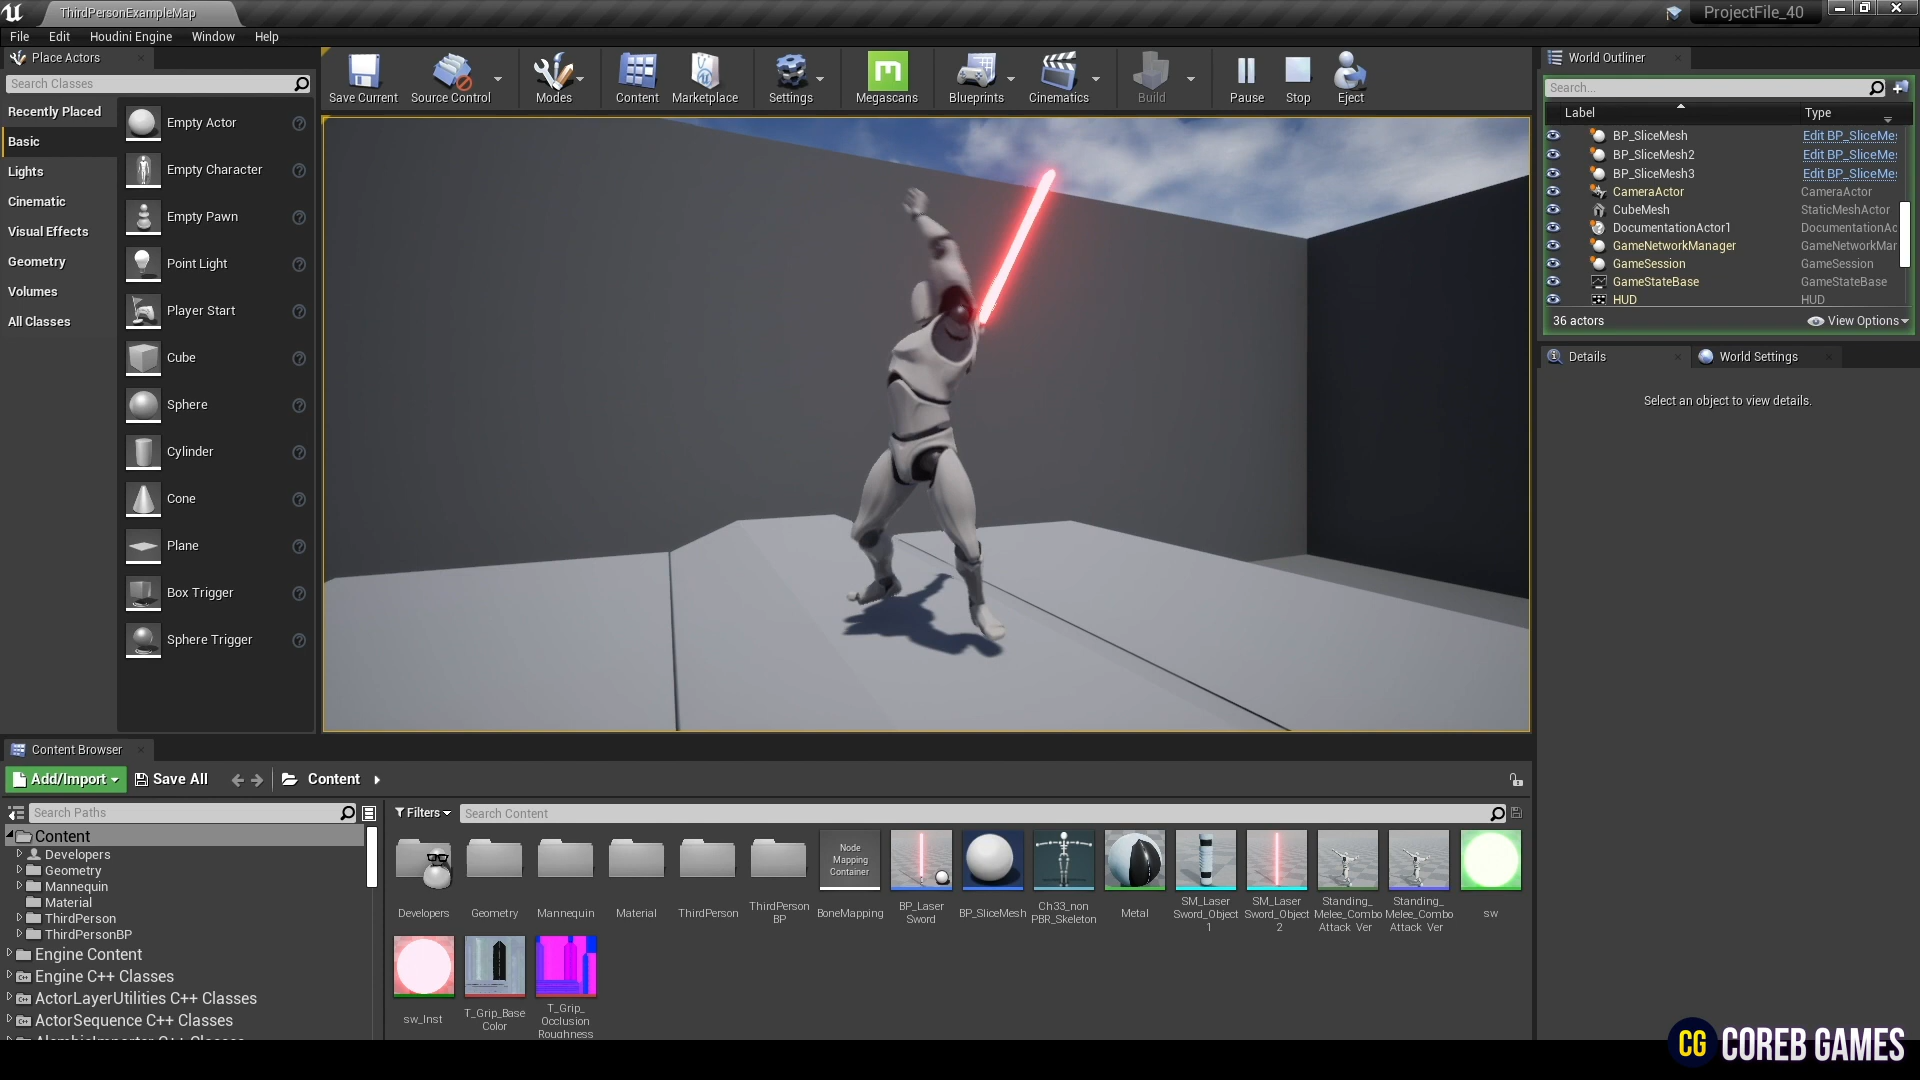 ThirdPersonExampleMap
ProjectFile_40
File Edit Houdini Engine Window Help
Place Actors
Search Classes
Recently Placed
Basic
Lights
Cinematic
Visual Effects
Geometry
Volumes
All Classes
Empty Actor
Empty Character
Empty Pawn
Point Light
Player Start
Cube
Sphere
Cylinder
Cone
Plane
Box Trigger
Sphere Trigger
Save Current Source Control Modes Content Marketplace Settings Megascans Blueprints Cinematics Build Pause Stop Eject
World Outliner
Search...
Label Type
BP_SliceMesh Edit BP_SliceMes
BP_SliceMesh2 Edit BP_SliceMes
BP_SliceMesh3 Edit BP_SliceMes
CameraActor CameraActor
CubeMesh StaticMeshActor
DocumentationActor1 DocumentationAc
GameNetworkManager GameNetworkMar
GameSession GameSession
GameStateBase GameStateBase
HUD HUD
36 actors View Options
Details World Settings
Select an object to view details.
Content Browser
Add/Import Save All Content
Search Paths
Content
Developers
Geometry
Mannequin
Material
ThirdPerson
ThirdPersonBP
Engine Content
Engine C++ Classes
ActorLayerUtilities C++ Classes
ActorSequence C++ Classes
Filters Search Content
Node
Mapping
Container
Developers
Geometry
Mannequin
Material
ThirdPerson
ThirdPerson
BP
BoneMapping
BP_Laser
Sword
BP_SliceMesh
Ch33_non
PBR_Skeleton
Metal
SM_Laser
Sword_Object
1
SM_Laser
Sword_Object
2
Standing_
Melee_Combo
Attack_Ver
Standing_
Melee_Combo
Attack_Ver
sw
sw_Inst
T_Grip_Base
Color
T_Grip_
Occlusion
Roughness
CG COREB GAMES